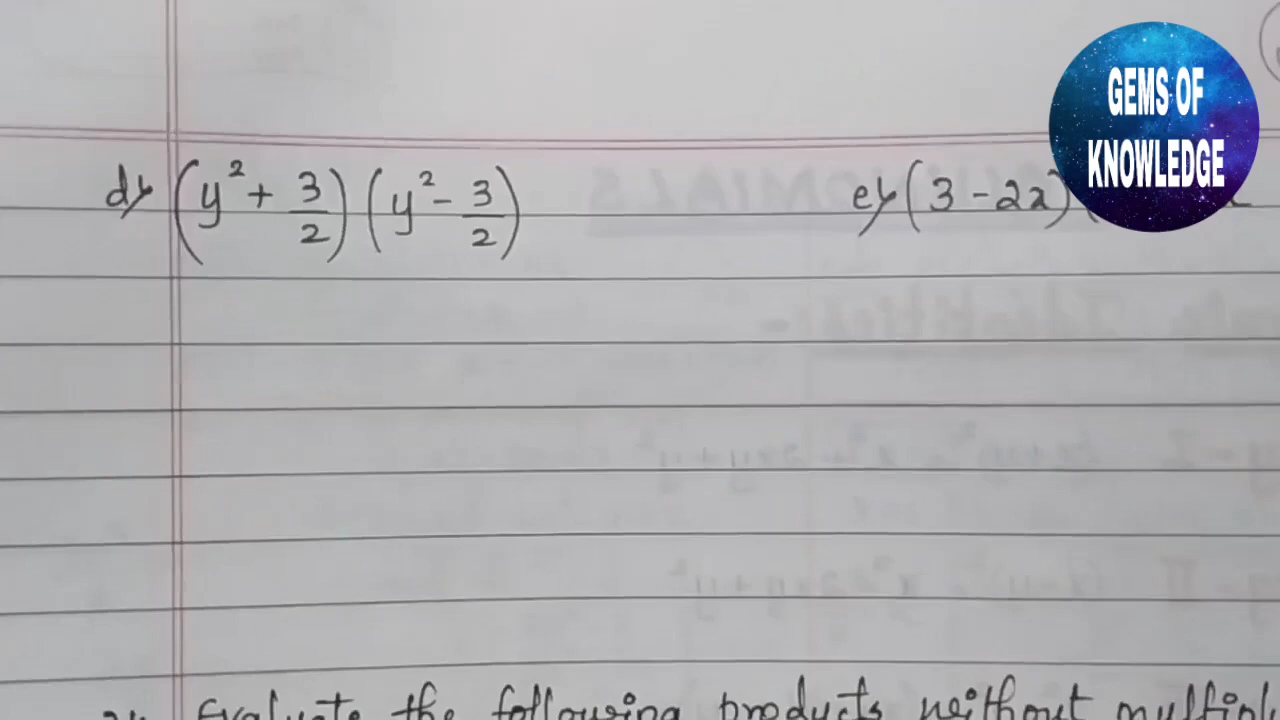 GEMS OF
KNOWLEDGE
d) (y² + 3/2) (y² - 3/2)
e) (3 - 2x) (
Evaluate the following products without